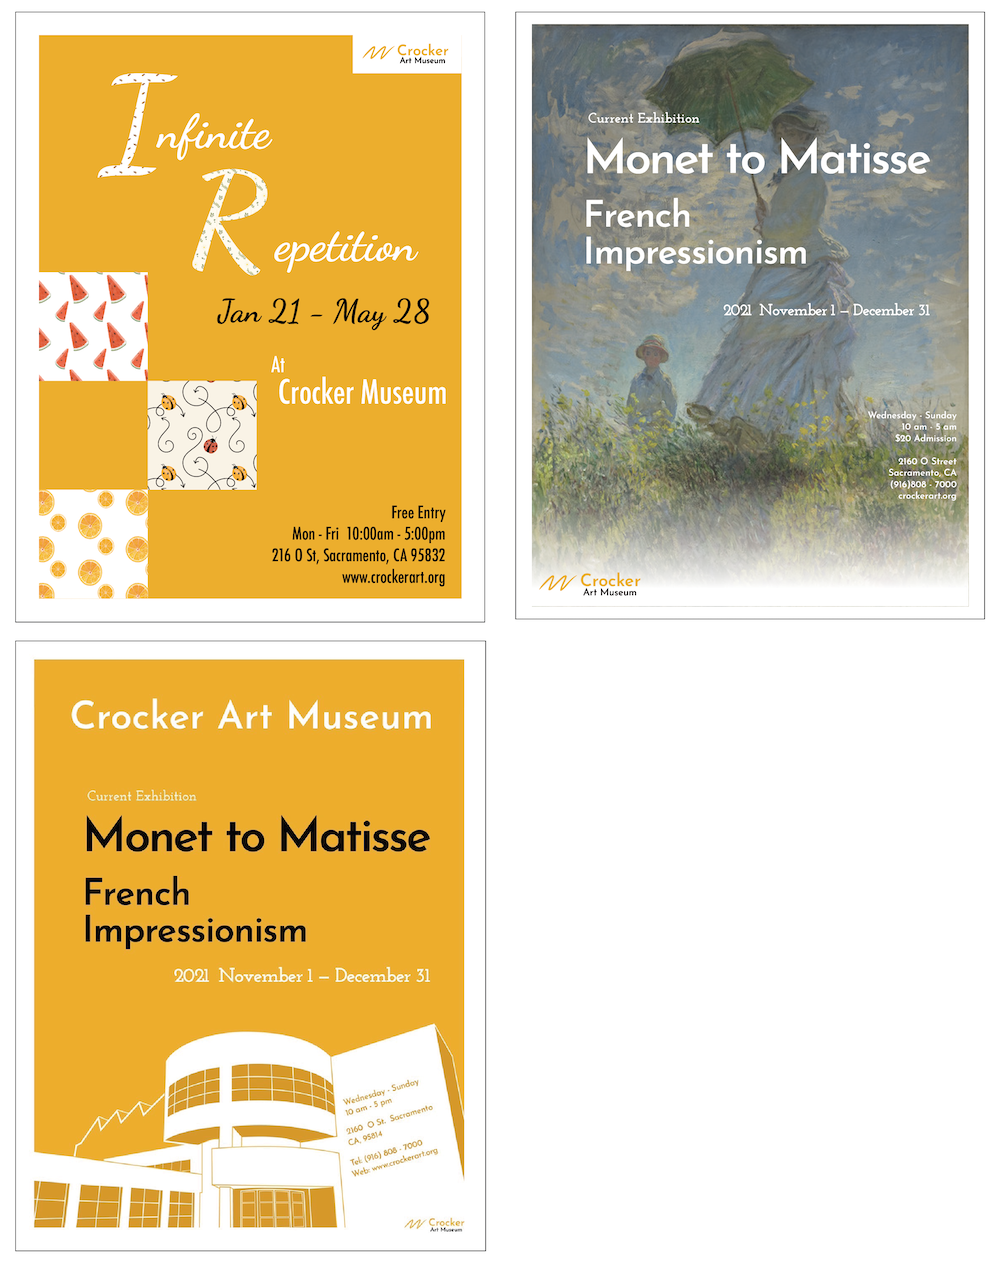 Crocker
Art Museum
Infinite
Repetition
Jan 21 - May 28
At
Crocker Museum
Free Entry
Mon - Fri 10:00am - 5:00pm
216 O St, Sacramento, CA 95832
www.crockerart.org
Current Exhibition
Monet to Matisse
French
Impressionism
2021 November 1 – December 31
Wednesday - Sunday
10 am - 5 am
$20 Admission
2160 O Street
Sacramento, CA
(916)808 - 7000
crockerart.org
Crocker
Art Museum
Crocker Art Museum
Current Exhibition
Monet to Matisse
French
Impressionism
2021 November 1 – December 31
Wednesday - Sunday
10 am - 5 pm
2160 O St. Sacramento
CA, 95814
Tel: (916) 808 - 7000
Web: www.crockerart.org
Crocker
Art Museum